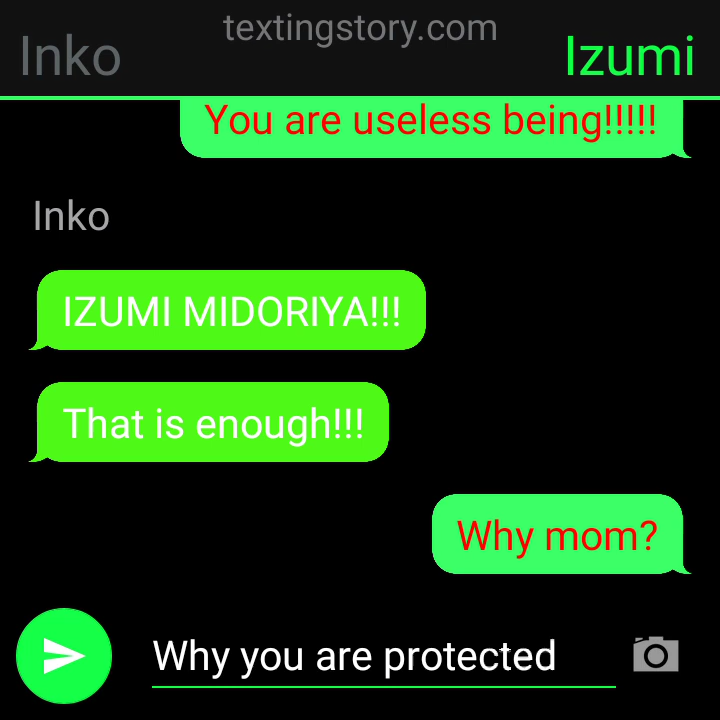 textingstory.com
Inko
Izumi
You are useless being!!!!!
Inko
IZUMI MIDORIYA!!!
That is enough!!!
Why mom?
Why you are protected